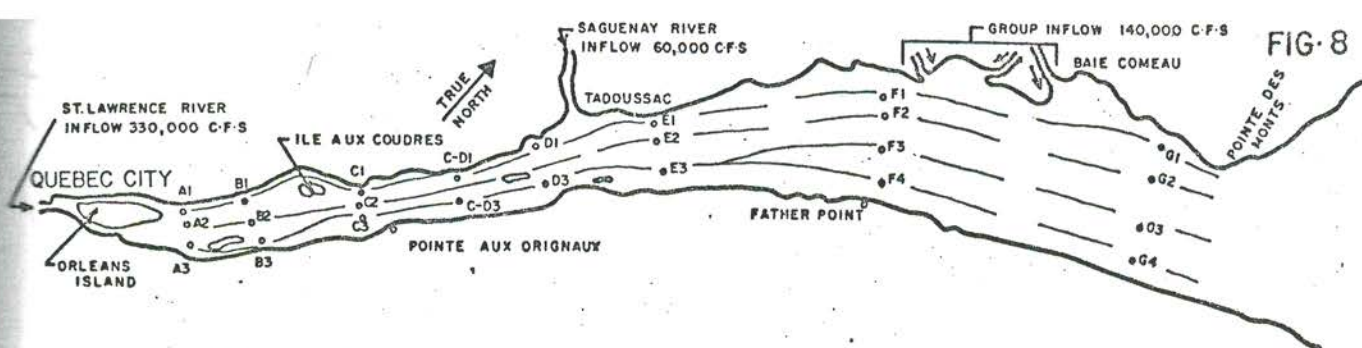 FIG·8
SAGUENAY RIVER
INFLOW 60,000 C·F·S
GROUP INFLOW 140,000 C·F·S
BAIE COMEAU
POINTE DES
MONTS
TRUE
NORTH
TADOUSSAC
ST. LAWRENCE RIVER
INFLOW 330,000 C·F·S
ILE AUX COUDRES
QUEBEC CITY
A1
B1
C1
C-D1
D1
E1
F1
G1
A2
B2
C2
E2
F2
G2
A3
B3
C3
C-D3
D3
E3
F3
G3
F4
G4
ORLEANS
ISLAND
POINTE AUX ORIGNAUX
FATHER POINT